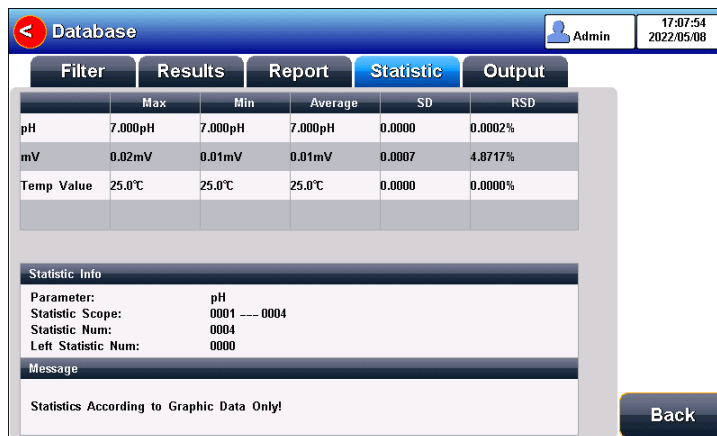 < Database
Admin
17:07:54
2022/05/08
Filter Results Report Statistic Output
Max Min Average SD RSD
pH 7.000pH 7.000pH 7.000pH 0.0000 0.0002%
mV 0.02mV 0.01mV 0.01mV 0.0007 4.8717%
Temp Value 25.0℃ 25.0℃ 25.0℃ 0.0000 0.0000%
Statistic Info
Parameter: pH
Statistic Scope: 0001 --- 0004
Statistic Num: 0004
Left Statistic Num: 0000
Message
Statistics According to Graphic Data Only!
Back